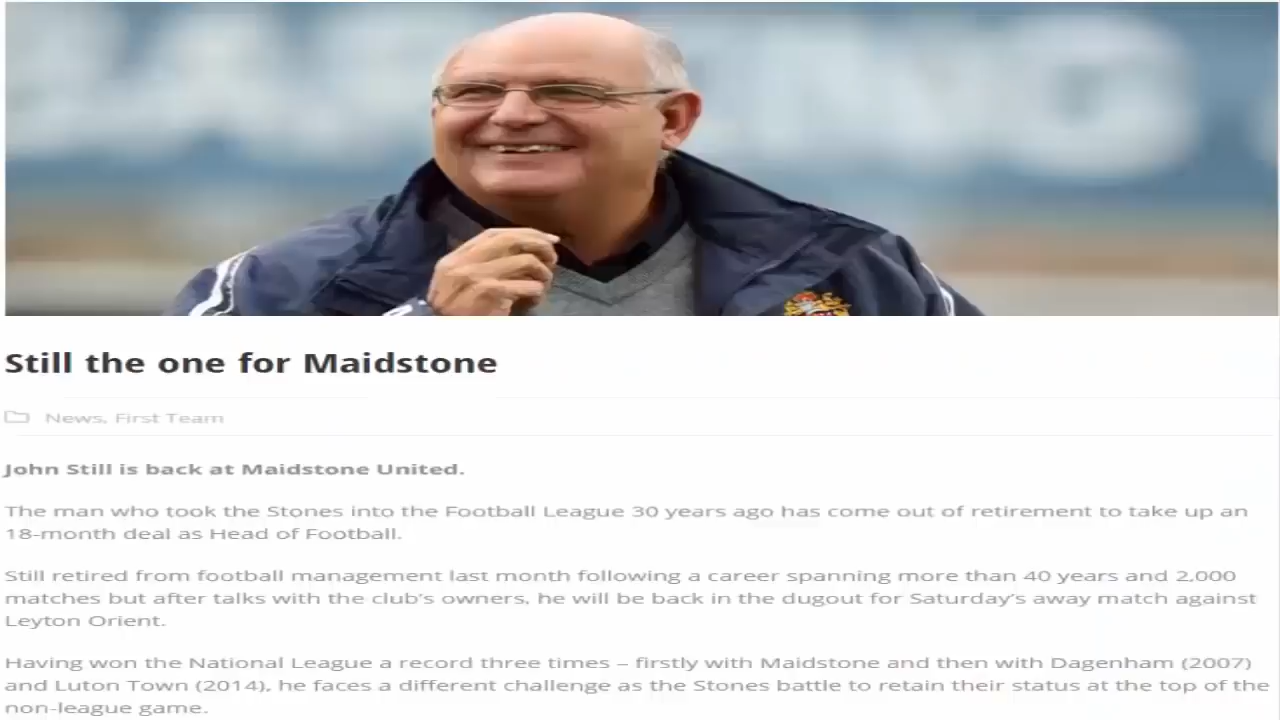 Still the one for Maidstone
News, First Team
John Still is back at Maidstone United.
The man who took the Stones into the Football League 30 years ago has come out of retirement to take up an
18-month deal as Head of Football.
Still retired from football management last month following a career spanning more than 40 years and 2,000
matches but after talks with the club's owners, he will be back in the dugout for Saturday's away match against
Leyton Orient.
Having won the National League a record three times – firstly with Maidstone and then with Dagenham (2007)
and Luton Town (2014), he faces a different challenge as the Stones battle to retain their status at the top of the
non-league game.